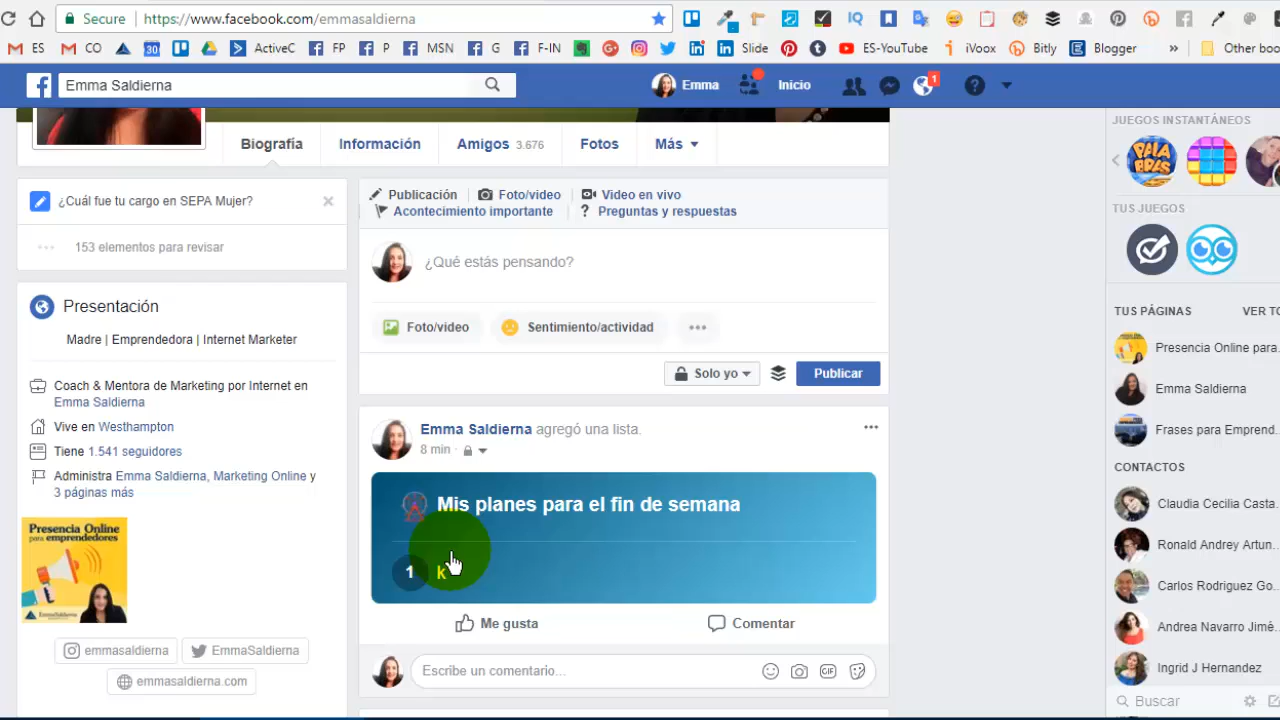 Secure https://www.facebook.com/emmasaldierna
ES CO ActiveC FP P MSN G F-IN Slide ES-YouTube iVoox Bitly Blogger » Other boo
Emma Saldierna
Emma Inicio 1
Biografía Información Amigos 3.676 Fotos Más
¿Cuál fue tu cargo en SEPA Mujer?
153 elementos para revisar
Presentación
Madre | Emprendedora | Internet Marketer
Coach & Mentora de Marketing por Internet en
Emma Saldierna
Vive en Westhampton
Tiene 1.541 seguidores
Administra Emma Saldierna, Marketing Online y
3 páginas más
Presencia Online
para emprendedores
EmmaSaldierna
emmasaldierna
EmmaSaldierna
emmasaldierna.com
Publicación Foto/video Video en vivo
Acontecimiento importante Preguntas y respuestas
¿Qué estás pensando?
Foto/video Sentimiento/actividad
Solo yo Publicar
Emma Saldierna agregó una lista.
8 min
Mis planes para el fin de semana
1 k
Me gusta Comentar
Escribe un comentario...
GIF
JUEGOS INSTANTÁNEOS
PALA
BRAS
TUS JUEGOS
TUS PÁGINAS VER TO
Presencia Online para
Emma Saldierna
Frases para Emprend...
CONTACTOS
Claudia Cecilia Casta...
Ronald Andrey Artun...
Carlos Rodriguez Go...
Andrea Navarro Jimè...
Ingrid J Hernandez
Buscar